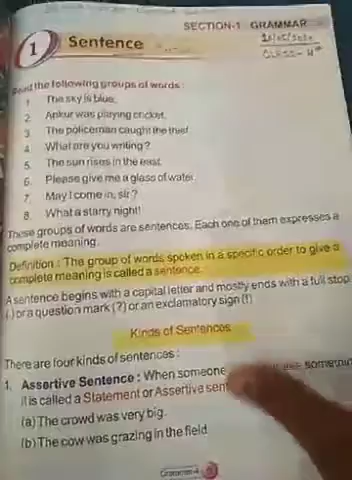 SECTION-1 GRAMMAR
1 Sentence
CLASS - 4th
Read the following groups of words :
1. The sky is blue.
2. Ankur was playing cricket.
3. The policeman caught the thief.
4. What are you writing?
5. The sun rises in the east.
6. Please give me a glass of water.
7. May I come in, sir?
8. What a starry night!
These groups of words are sentences. Each one of them expresses a
complete meaning.
Definition : The group of words spoken in a specific order to give a
complete meaning is called a sentence.
A sentence begins with a capital letter and mostly ends with a full stop
(.) or a question mark (?) or an exclamatory sign (!)
Kinds of Sentences
There are four kinds of sentences :
1. Assertive Sentence : When someone
it is called a Statement or Assertive
(a) The crowd was very big.
(b) The cow was grazing in the field
Grammar-4